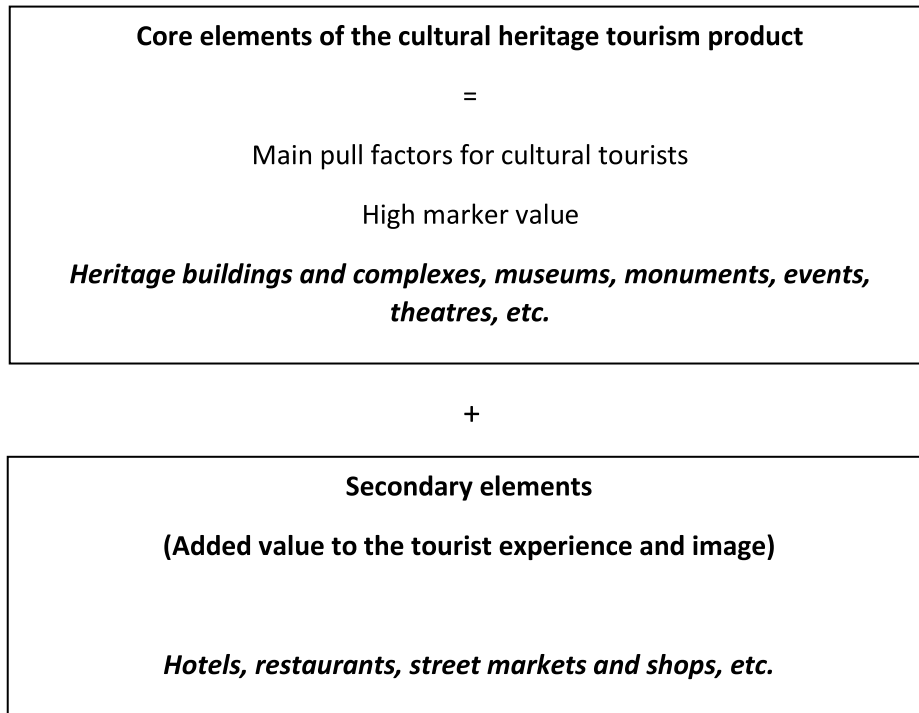 Core elements of the cultural heritage tourism product
=
Main pull factors for cultural tourists
High marker value
Heritage buildings and complexes, museums, monuments, events,
theatres, etc.
+
Secondary elements
(Added value to the tourist experience and image)
Hotels, restaurants, street markets and shops, etc.